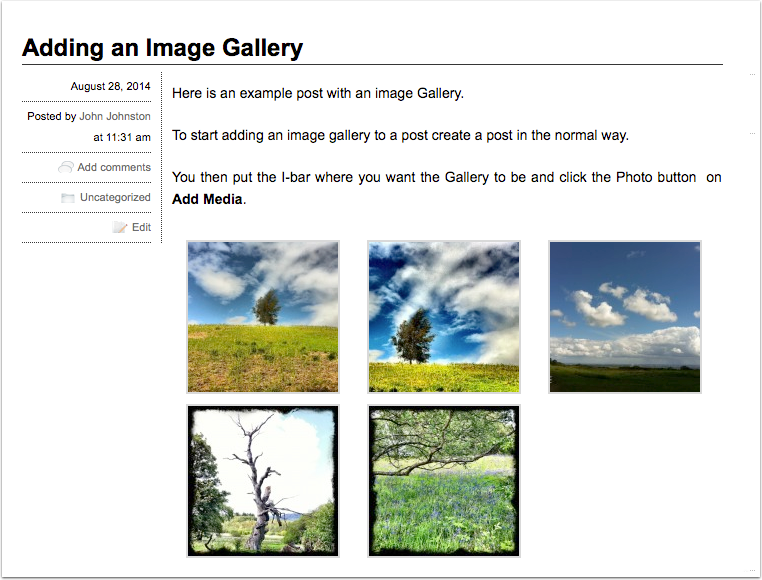 Adding an Image Gallery
August 28, 2014
Posted by John Johnston
at 11:31 am
Add comments
Uncategorized
Edit
Here is an example post with an image Gallery.
To start adding an image gallery to a post create a post in the normal way.
You then put the I-bar where you want the Gallery to be and click the Photo button on
Add Media.